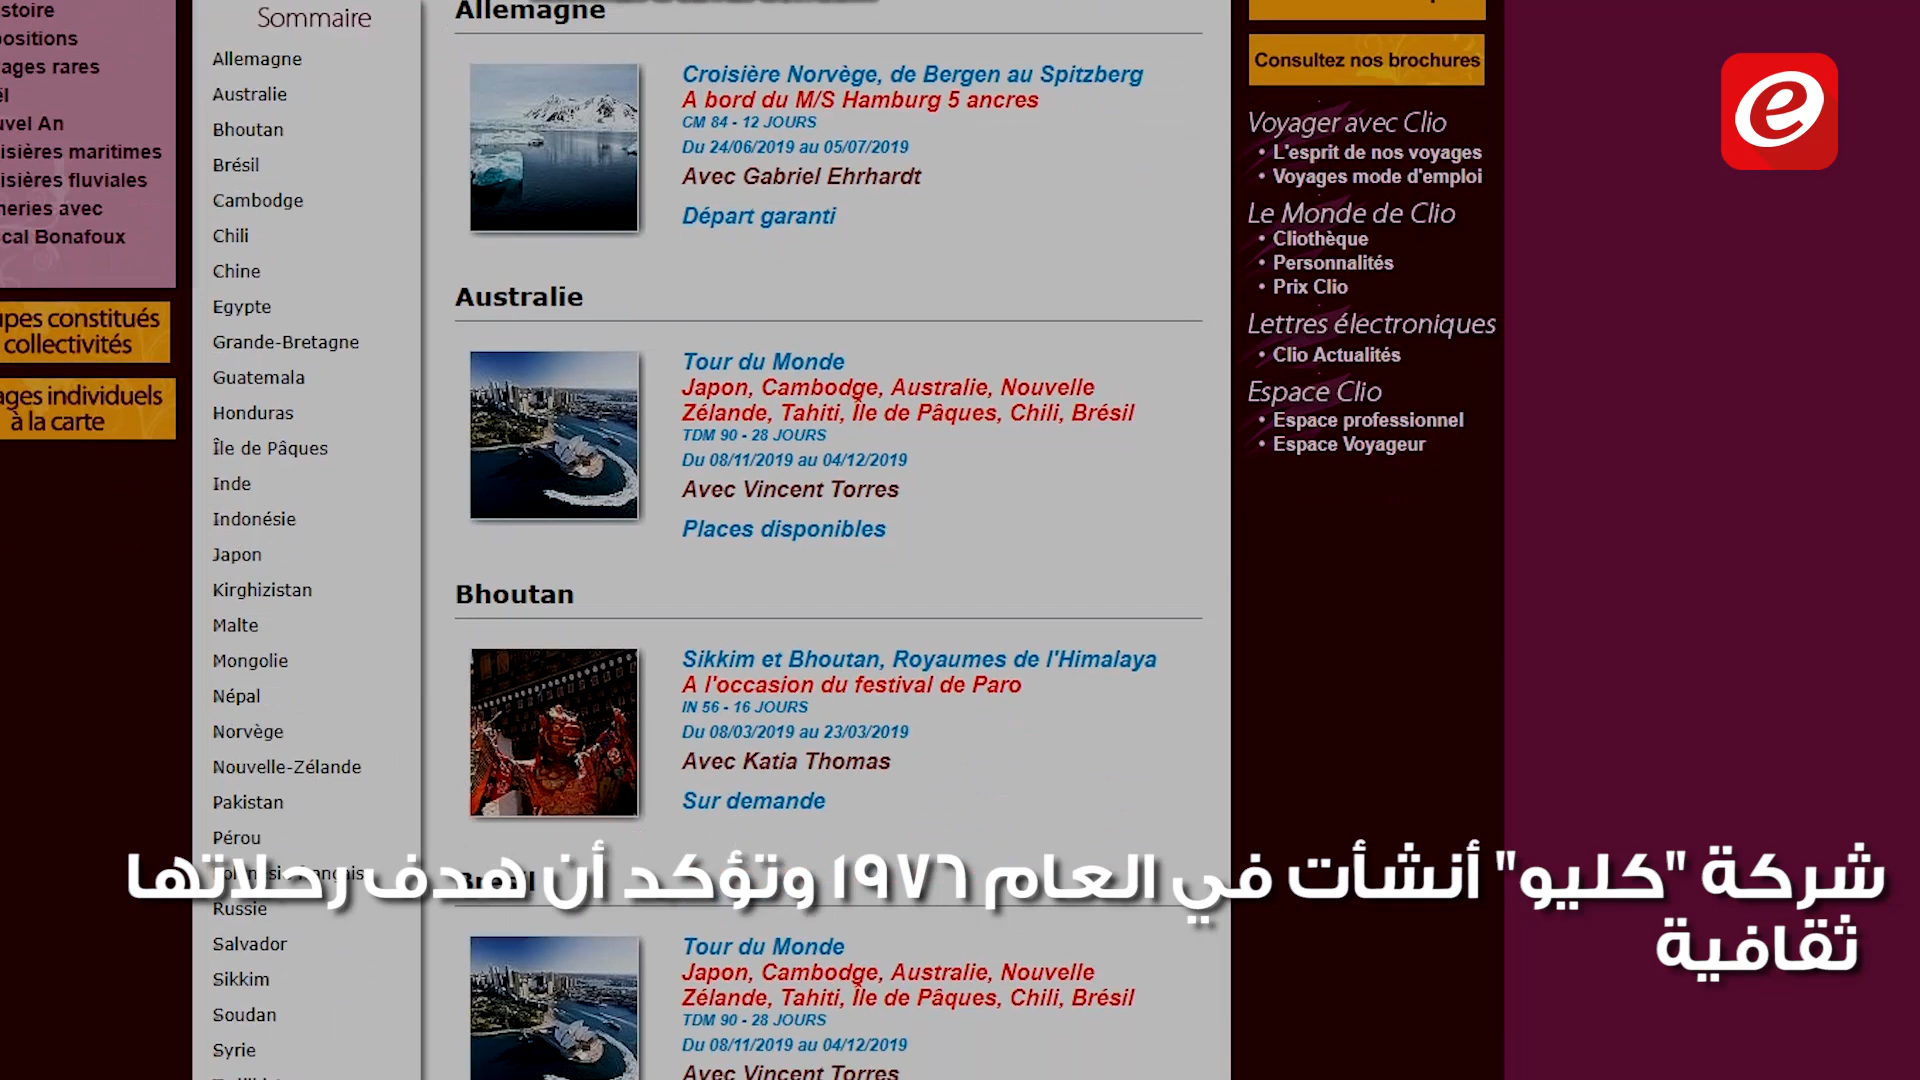 ages rares
isières maritimes
isières fluviales
avec
cal Bonafoux
constitués
collectivités
individuels
à la carte
Sommaire
Allemagne
Australie
Bhoutan
Brésil
Cambodge
Chili
Chine
Egypte
Grande-Bretagne
Guatemala
Honduras
Île de Pâques
Inde
Indonésie
Japon
Kirghizistan
Malte
Mongolie
Népal
Norvège
Nouvelle-Zélande
Pakistan
Pérou
Russie
Salvador
Sikkim
Soudan
Syrie
Allemagne
Croisière Norvège, de Bergen au Spitzberg
A bord du M/S Hamburg 5 ancres
CM 84 - 12 JOURS
Du 24/06/2019 au 05/07/2019
Avec Gabriel Ehrhardt
Départ garanti
Australie
Tour du Monde
Japon, Cambodge, Australie, Nouvelle
Zélande, Tahiti, Île de Pâques, Chili, Brésil
TDM 90 - 28 JOURS
Du 08/11/2019 au 04/12/2019
Avec Vincent Torres
Places disponibles
Bhoutan
Sikkim et Bhoutan, Royaumes de l'Himalaya
A l'occasion du festival de Paro
IN 56 - 16 JOURS
Du 08/03/2019 au 23/03/2019
Avec Katia Thomas
Sur demande
Brésil
Tour du Monde
Japon, Cambodge, Australie, Nouvelle
Zélande, Tahiti, Île de Pâques, Chili, Brésil
TDM 90 - 28 JOURS
Du 08/11/2019 au 04/12/2019
Avec Vincent Torres
Consultez nos brochures
Voyager avec Clio
• L'esprit de nos voyages
• Voyages mode d'emploi
Le Monde de Clio
• Cliothèque
• Personnalités
• Prix Clio
Lettres électroniques
• Clio Actualités
Espace Clio
• Espace professionnel
• Espace Voyageur
e
شركة "كليو" أنشأت في العام ١٩٧٦ وتؤكد أن هدف رحلاتها
ثقافية